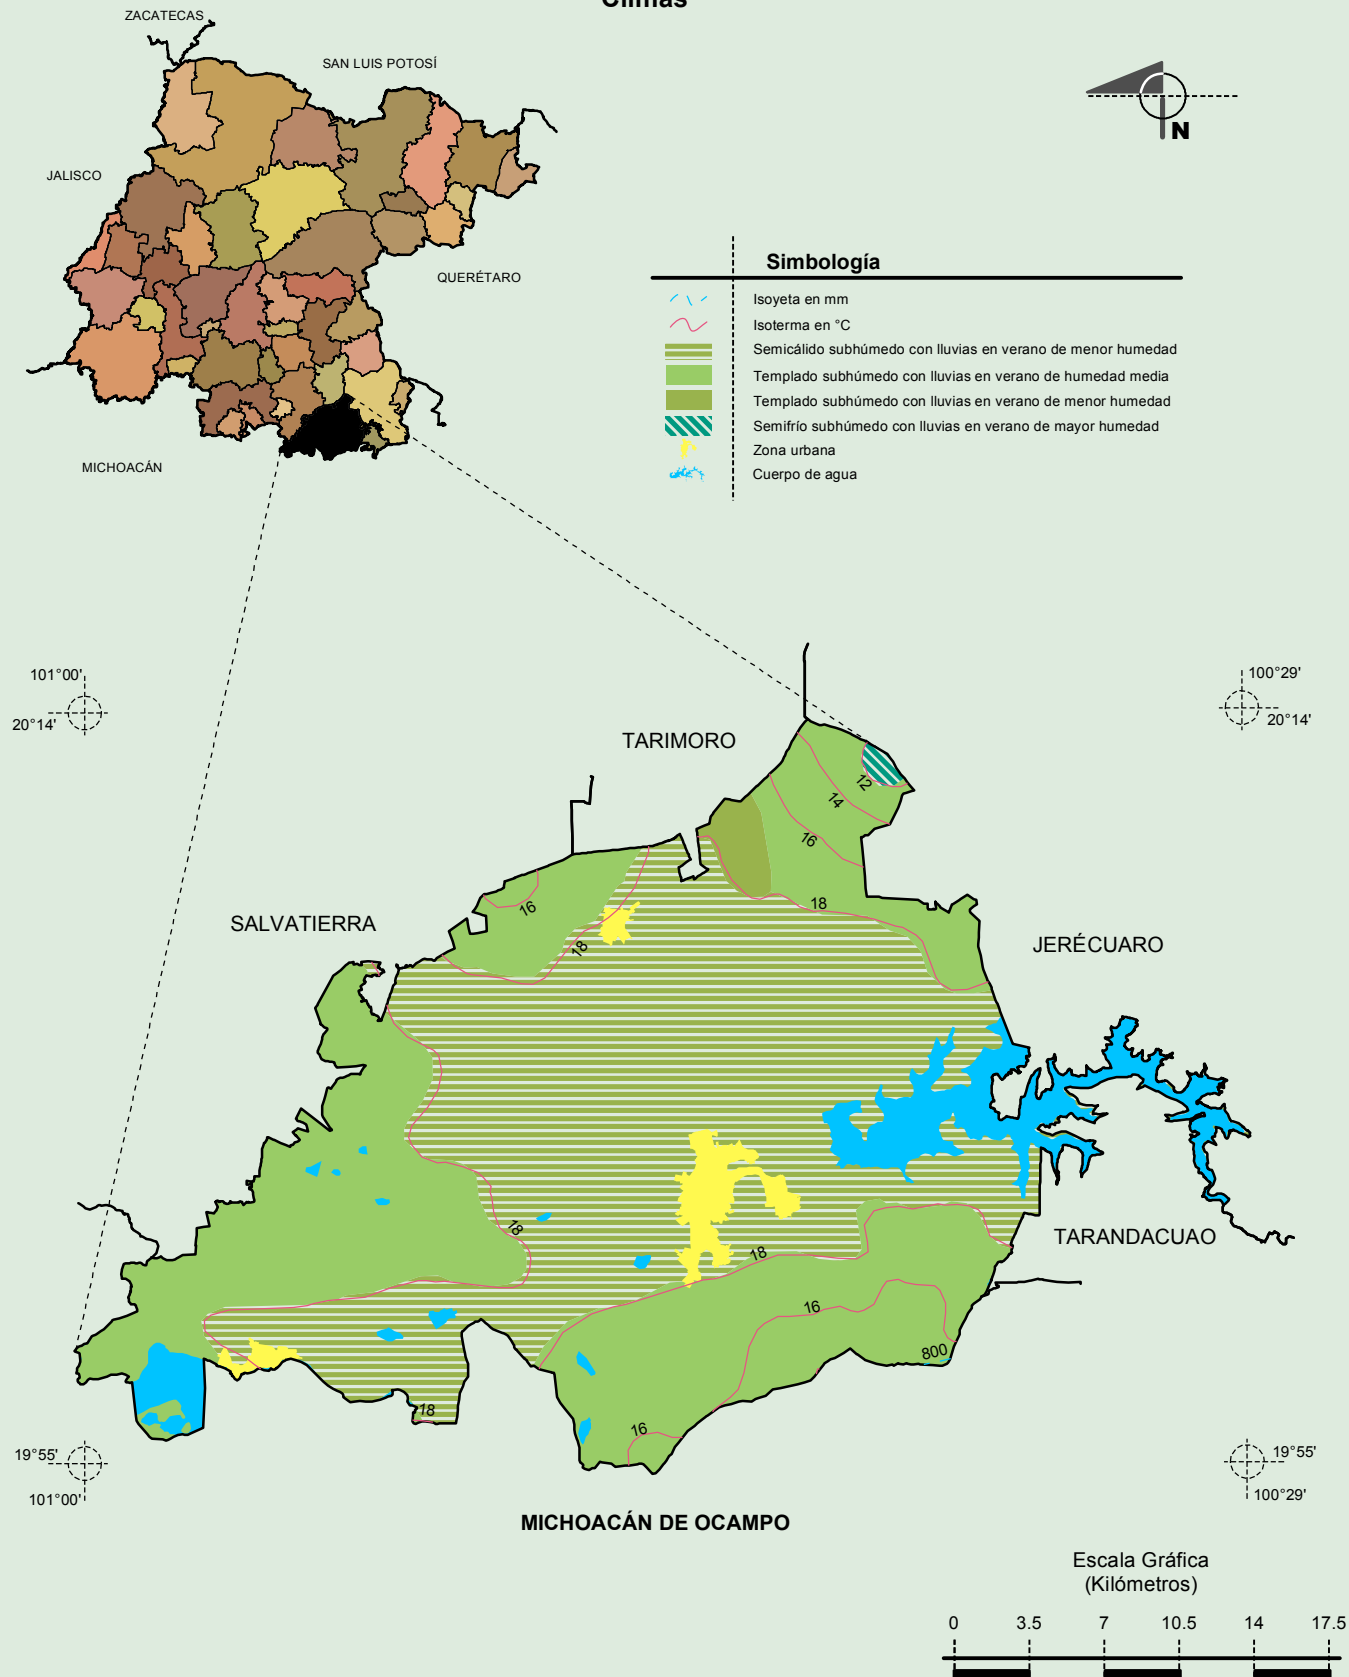 Climas
ZACATECAS
SAN LUIS POTOSÍ
JALISCO
QUERÉTARO
MICHOACÁN
N
Simbología
Isoyeta en mm
Isoterma en °C
Semicálido subhúmedo con lluvias en verano de menor humedad
Templado subhúmedo con lluvias en verano de humedad media
Templado subhúmedo con lluvias en verano de menor humedad
Semifrío subhúmedo con lluvias en verano de mayor humedad
Zona urbana
Cuerpo de agua
101°00'
20°14'
100°29'
20°14'
TARIMORO
12
14
16
18
16
18
SALVATIERRA
JERÉCUARO
18
18
TARANDACUAO
16
800
18
16
19°55'
101°00'
19°55'
100°29'
MICHOACÁN DE OCAMPO
Escala Gráfica
(Kilómetros)
0 3.5 7 10.5 14 17.5